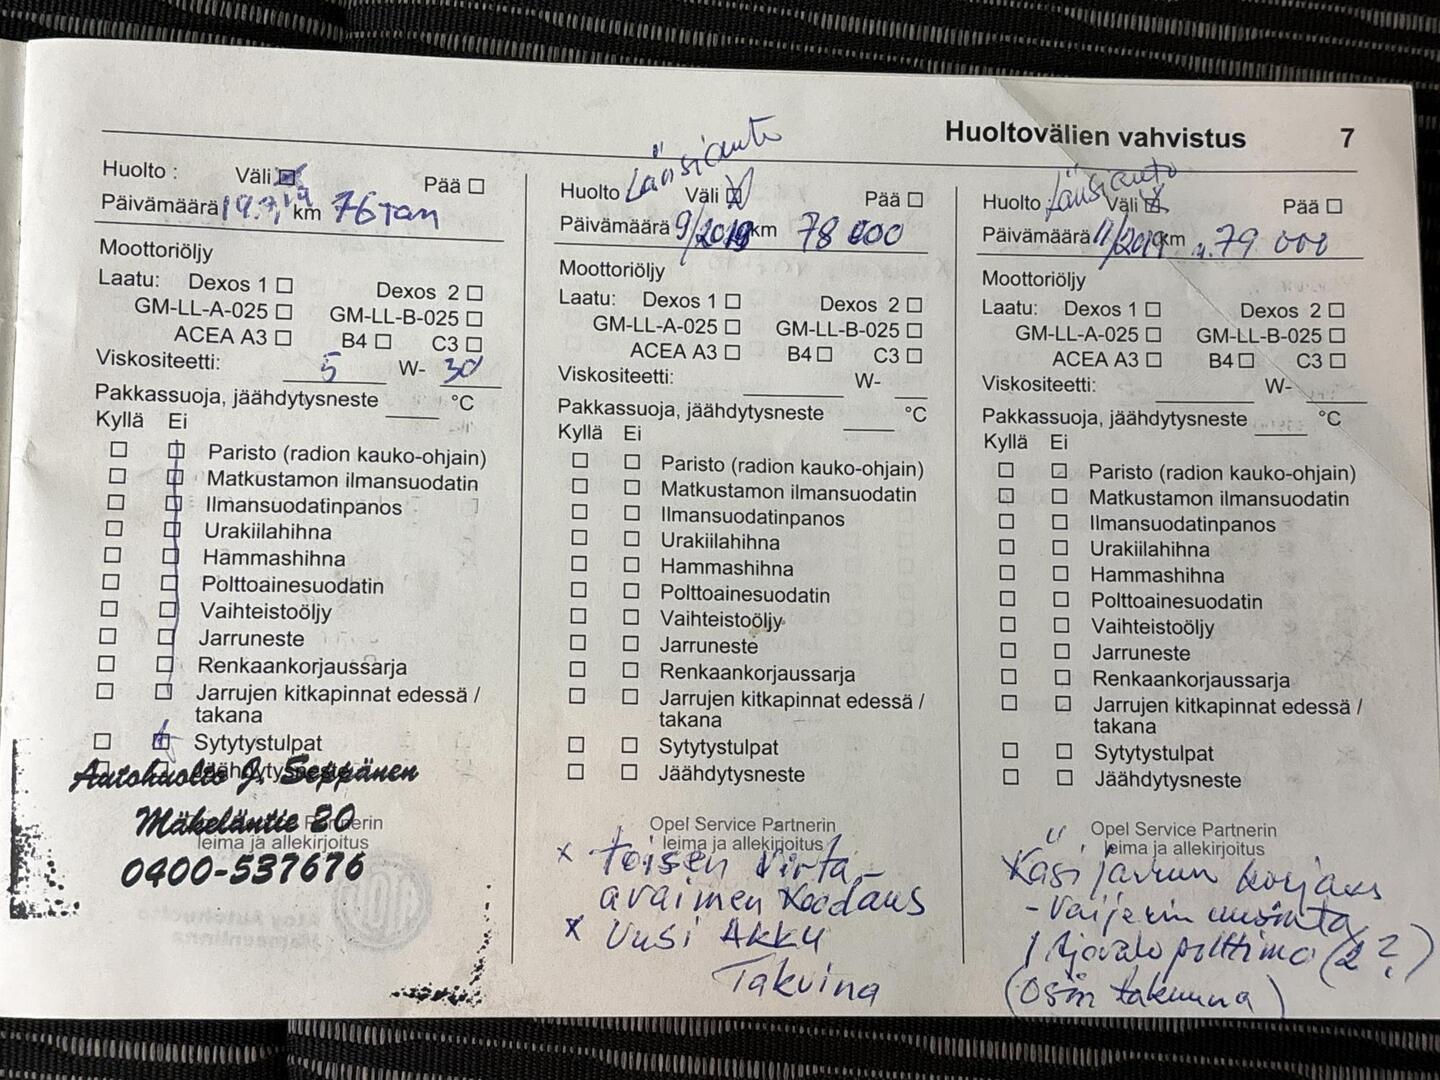 Huoltovälien vahvistus 7
Huolto : Väli Pää
Päivämäärä 19.7, km 76 tan
Moottoriöljy
Laatu: Dexos 1 Dexos 2
GM-LL-A-025 GM-LL-B-025
ACEA A3 B4 C3
Viskositeetti: 5 W- 30
Pakkassuoja, jäähdytysneste °C
Kyllä Ei
Paristo (radion kauko-ohjain)
Matkustamon ilmansuodatin
Ilmansuodatinpanos
Urakiilahihna
Hammashihna
Polttoainesuodatin
Vaihteistoöljy
Jarruneste
Renkaankorjaussarja
Jarrujen kitkapinnat edessä /
takana
Sytytystulpat
Jäähdytysneste
Autohuolto J. Seppänen
Mäkeläntie 20
leima ja allekirjoitus
0400-537676
Länsiauto
Huolto Väli Pää
Päivämäärä 9/2019 km 78 000
Moottoriöljy
Laatu: Dexos 1 Dexos 2
GM-LL-A-025 GM-LL-B-025
ACEA A3 B4 C3
Viskositeetti: W-
Pakkassuoja, jäähdytysneste °C
Kyllä Ei
Paristo (radion kauko-ohjain)
Matkustamon ilmansuodatin
Ilmansuodatinpanos
Urakiilahihna
Hammashihna
Polttoainesuodatin
Vaihteistoöljy
Jarruneste
Renkaankorjaussarja
Jarrujen kitkapinnat edessä /
takana
Sytytystulpat
Jäähdytysneste
Opel Service Partnerin
leima ja allekirjoitus
x toisen virta-
avaimen koodaus
x Uusi Akku
Takuina
Länsiauto
Huolto Väli Pää
Päivämäärä 11/2019 km n. 79 000
Moottoriöljy
Laatu: Dexos 1 Dexos 2
GM-LL-A-025 GM-LL-B-025
ACEA A3 B4 C3
Viskositeetti: W-
Pakkassuoja, jäähdytysneste °C
Kyllä Ei
Paristo (radion kauko-ohjain)
Matkustamon ilmansuodatin
Ilmansuodatinpanos
Urakiilahihna
Hammashihna
Polttoainesuodatin
Vaihteistoöljy
Jarruneste
Renkaankorjaussarja
Jarrujen kitkapinnat edessä /
takana
Sytytystulpat
Jäähdytysneste
Opel Service Partnerin
leima ja allekirjoitus
Käsijarrun korjaus
- Vaijerin uusinta
1 Ajovalo polttimo (2?)
(Osin takuuna)